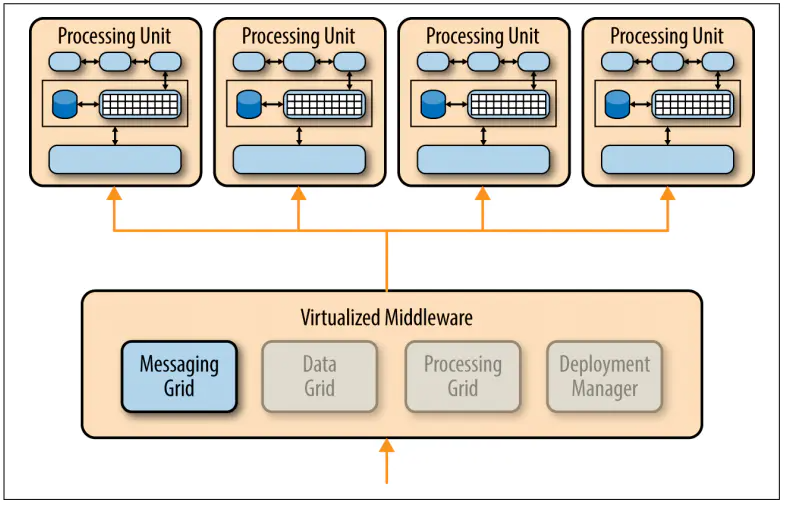 Processing Unit
Processing Unit
Processing Unit
Processing Unit
Virtualized Middleware
Messaging
Grid
Data
Grid
Processing
Grid
Deployment
Manager